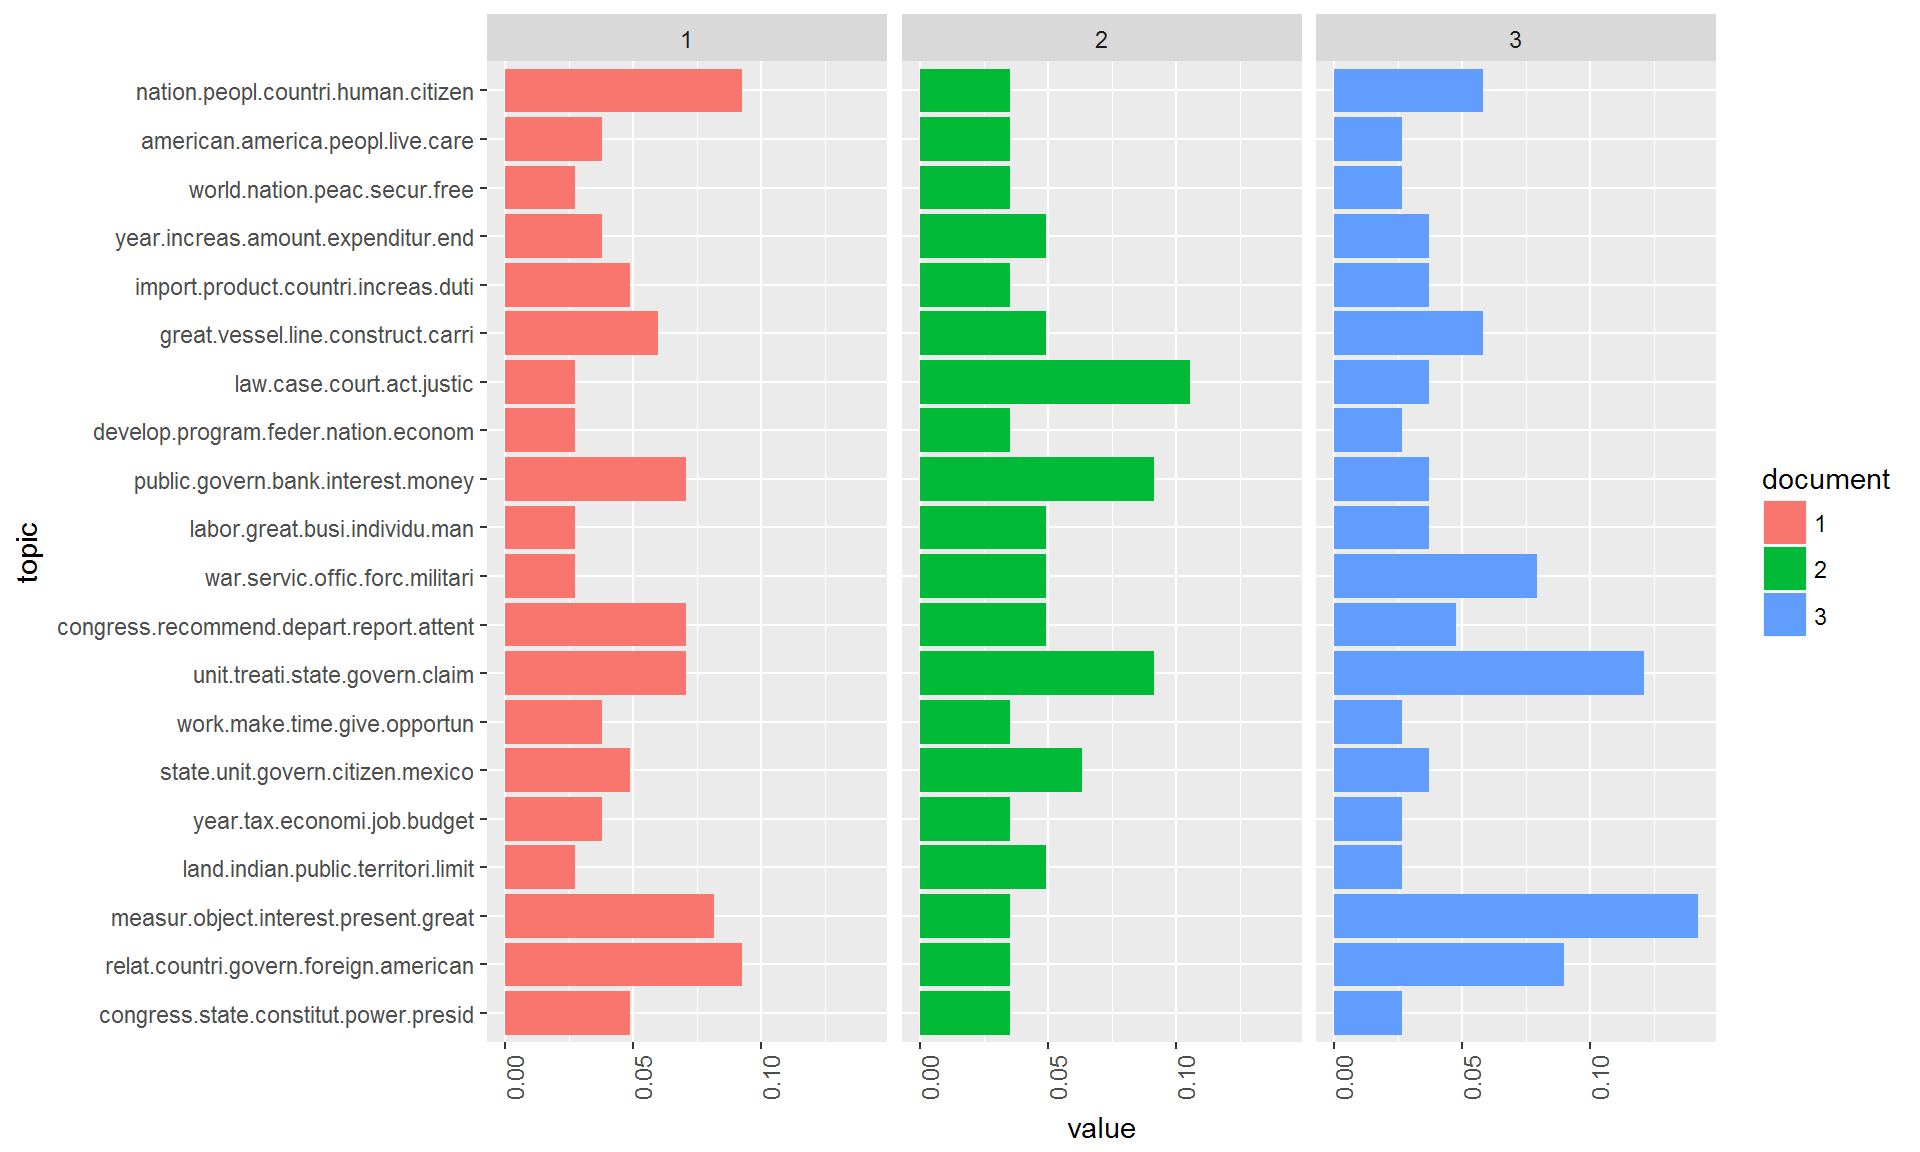 1
2
3
nation.peopl.countri.human.citizen
american.america.peopl.live.care
world.nation.peac.secur.free
year.increas.amount.expenditur.end
import.product.countri.increas.duti
great.vessel.line.construct.carri
law.case.court.act.justic
develop.program.feder.nation.econom
public.govern.bank.interest.money
labor.great.busi.individu.man
war.servic.offic.forc.militari
congress.recommend.depart.report.attent
unit.treati.state.govern.claim
work.make.time.give.opportun
state.unit.govern.citizen.mexico
year.tax.economi.job.budget
land.indian.public.territori.limit
measur.object.interest.present.great
relat.countri.govern.foreign.american
congress.state.constitut.power.presid
topic
0.00
0.05
0.10
0.00
0.05
0.10
0.00
0.05
0.10
value
document
1
2
3